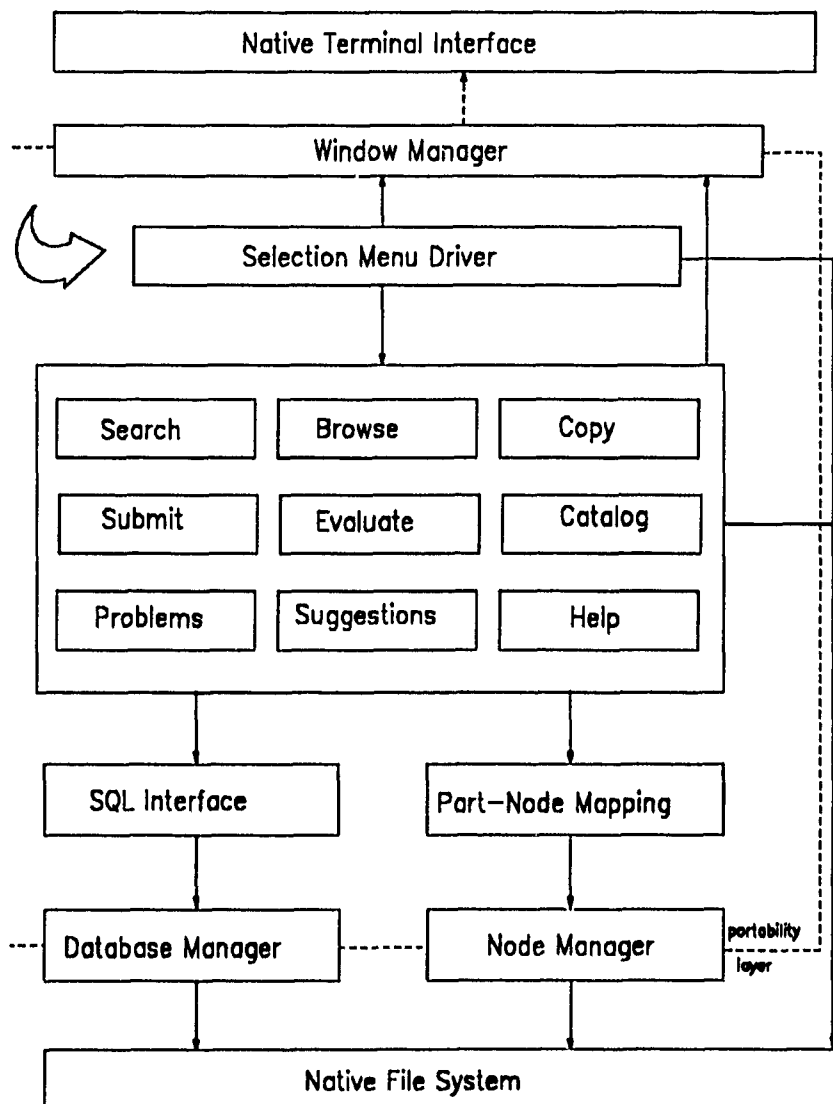 Native Terminal Interface
Window Manager
Selection Menu Driver
Search
Browse
Copy
Submit
Evaluate
Catalog
Problems
Suggestions
Help
SQL Interface
Part-Node Mapping
Database Manager
Node Manager
portability
layer
Native File System